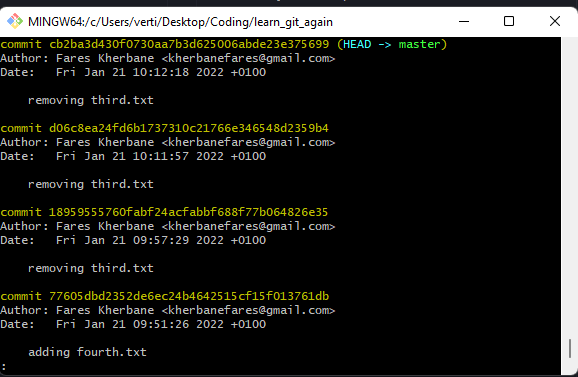 MINGW64:/c/Users/verti/Desktop/Coding/learn_git_again
commit cb2ba3d430f0730aa7b3d625006abde23e375699 (HEAD -> master)
Author: Fares Kherbane <kherbanefares@gmail.com>
Date:   Fri Jan 21 10:12:18 2022 +0100
removing third.txt
commit d06c8ea24fd6b1737310c21766e346548d2359b4
Author: Fares Kherbane <kherbanefares@gmail.com>
Date:   Fri Jan 21 10:11:57 2022 +0100
removing third.txt
commit 18959555760fabf24acfabbf688f77b064826e35
Author: Fares Kherbane <kherbanefares@gmail.com>
Date:   Fri Jan 21 09:57:29 2022 +0100
removing third.txt
commit 77605dbd2352de6ec24b4642515cf15f013761db
Author: Fares Kherbane <kherbanefares@gmail.com>
Date:   Fri Jan 21 09:51:26 2022 +0100
adding fourth.txt
: